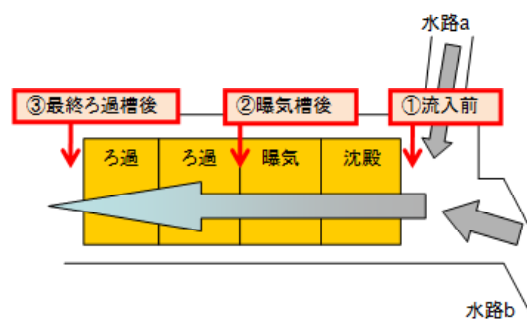 水路a
③最終ろ過槽後
②曝気槽後
①流入前
ろ過
ろ過
曝気
沈殿
水路b